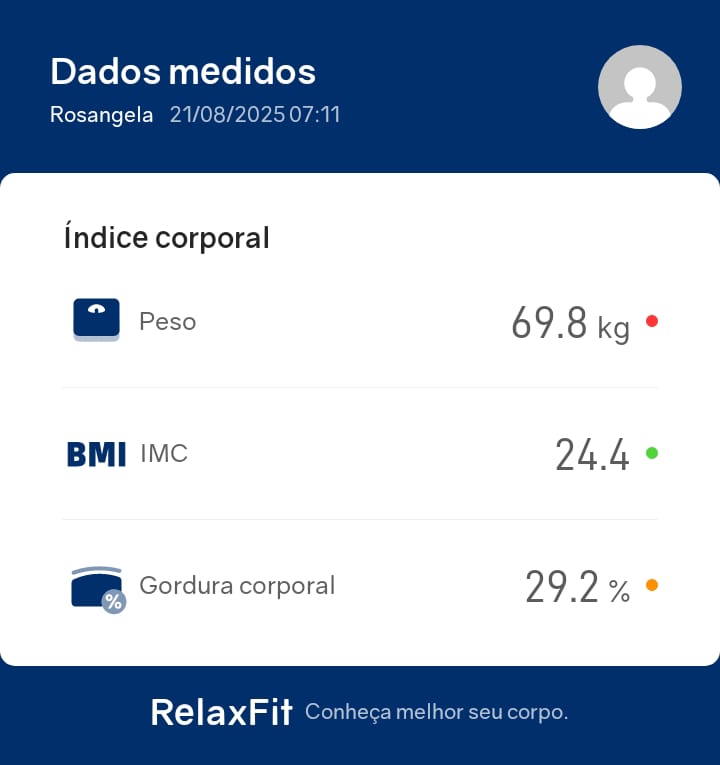 Dados medidos
Rosangela 21/08/2025 07:11
Índice corporal
Peso 69.8 kg
BMI IMC 24.4
% Gordura corporal 29.2 %
RelaxFit Conheça melhor seu corpo.